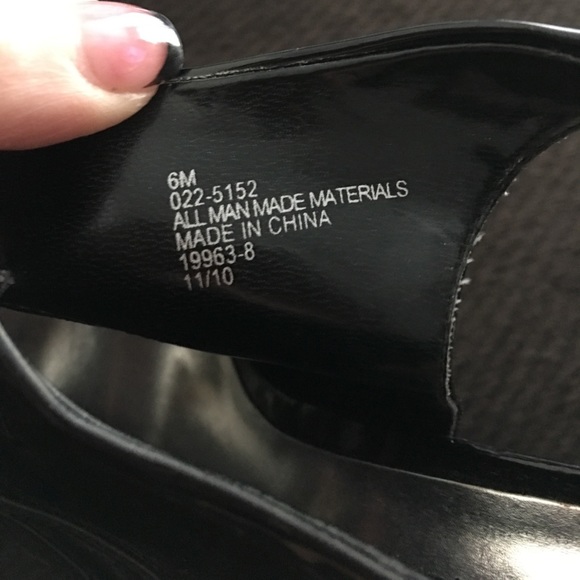 6M
022-5152
ALL MAN MADE MATERIALS
MADE IN CHINA
19963-8
11/10